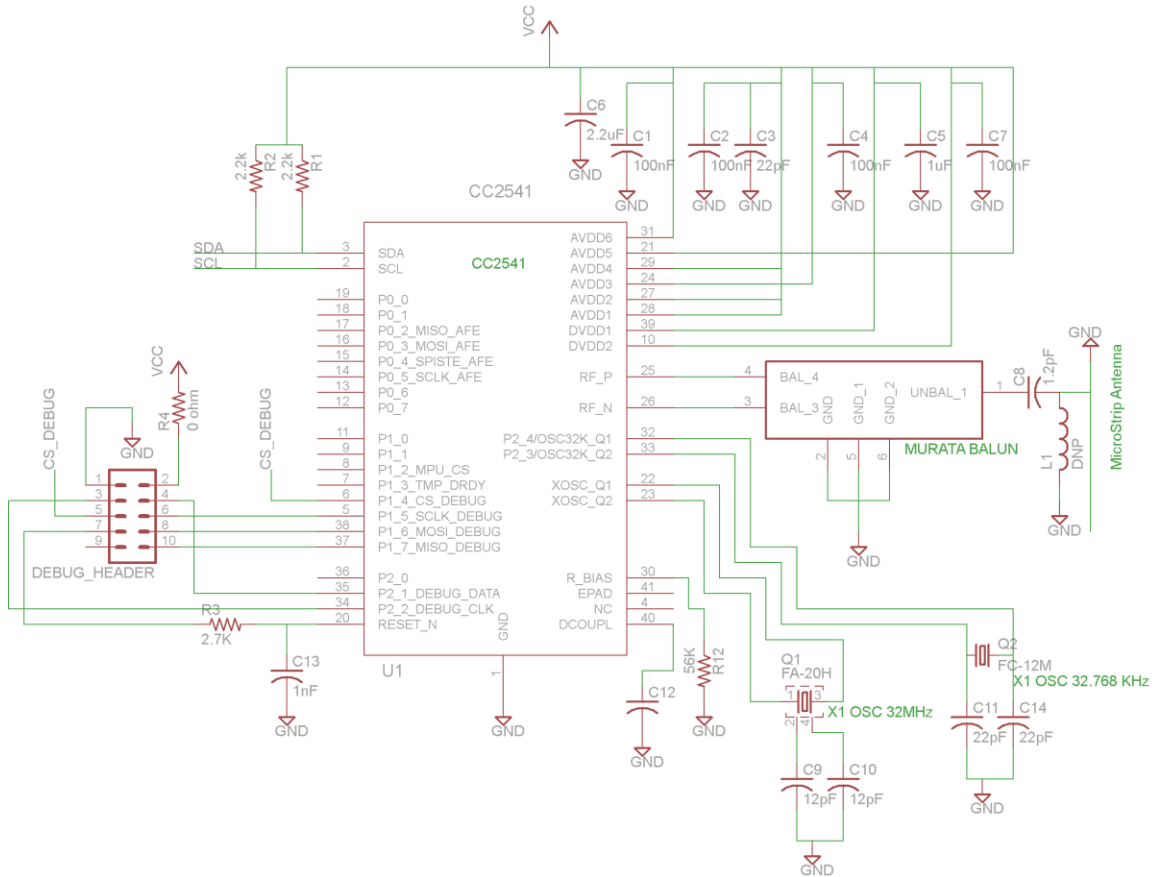 VCC
C6
2.2uF
GND
C1
100nF
GND
C2
100nF
GND
C3
22pF
GND
C4
100nF
GND
C5
1uF
GND
C7
100nF
GND
2.2k
R2
2.2k
R1
CC2541
CC2541
SDA
SCL
3 SDA
2 SCL
19 P0_0
18 P0_1
17 P0_2_MISO_AFE
16 P0_3_MOSI_AFE
15 P0_4_SPISTE_AFE
14 P0_5_SCLK_AFE
13 P0_6
12 P0_7
11 P1_0
9 P1_1
8 P1_2_MPU_CS
7 P1_3_TMP_DRDY
6 P1_4_CS_DEBUG
5 P1_5_SCLK_DEBUG
38 P1_6_MOSI_DEBUG
37 P1_7_MISO_DEBUG
36 P2_0
35 P2_1_DEBUG_DATA
34 P2_2_DEBUG_CLK
20 RESET_N
AVDD6 31
AVDD5 21
AVDD4 29
AVDD3 24
AVDD2 27
AVDD1 28
DVDD1 39
DVDD2 10
RF_P 25
RF_N 26
P2_4/OSC32K_Q1 32
P2_3/OSC32K_Q2 33
XOSC_Q1 22
XOSC_Q2 23
R_BIAS 30
EPAD 41
NC 4
DCOUPL 40
GND
1
GND
U1
VCC
R4
0 ohm
GND
CS_DEBUG
CS_DEBUG
1 2
3 4
5 6
7 8
9 10
DEBUG_HEADER
R3
2.7K
C13
1nF
GND
C12
GND
56K
R12
GND
4 BAL_4
3 BAL_3
GND
GND_1
GND_2
UNBAL_1 1
2 5 6
MURATA BALUN
GND
C8
1.2pF
GND
L1
DNP
GND
MicroStrip Antenna
Q1
FA-20H
1 3
2 4
X1 OSC 32MHz
C9
12pF
C10
12pF
GND
Q2
FC-12M
X1 OSC 32.768 KHz
C11
22pF
C14
22pF
GND